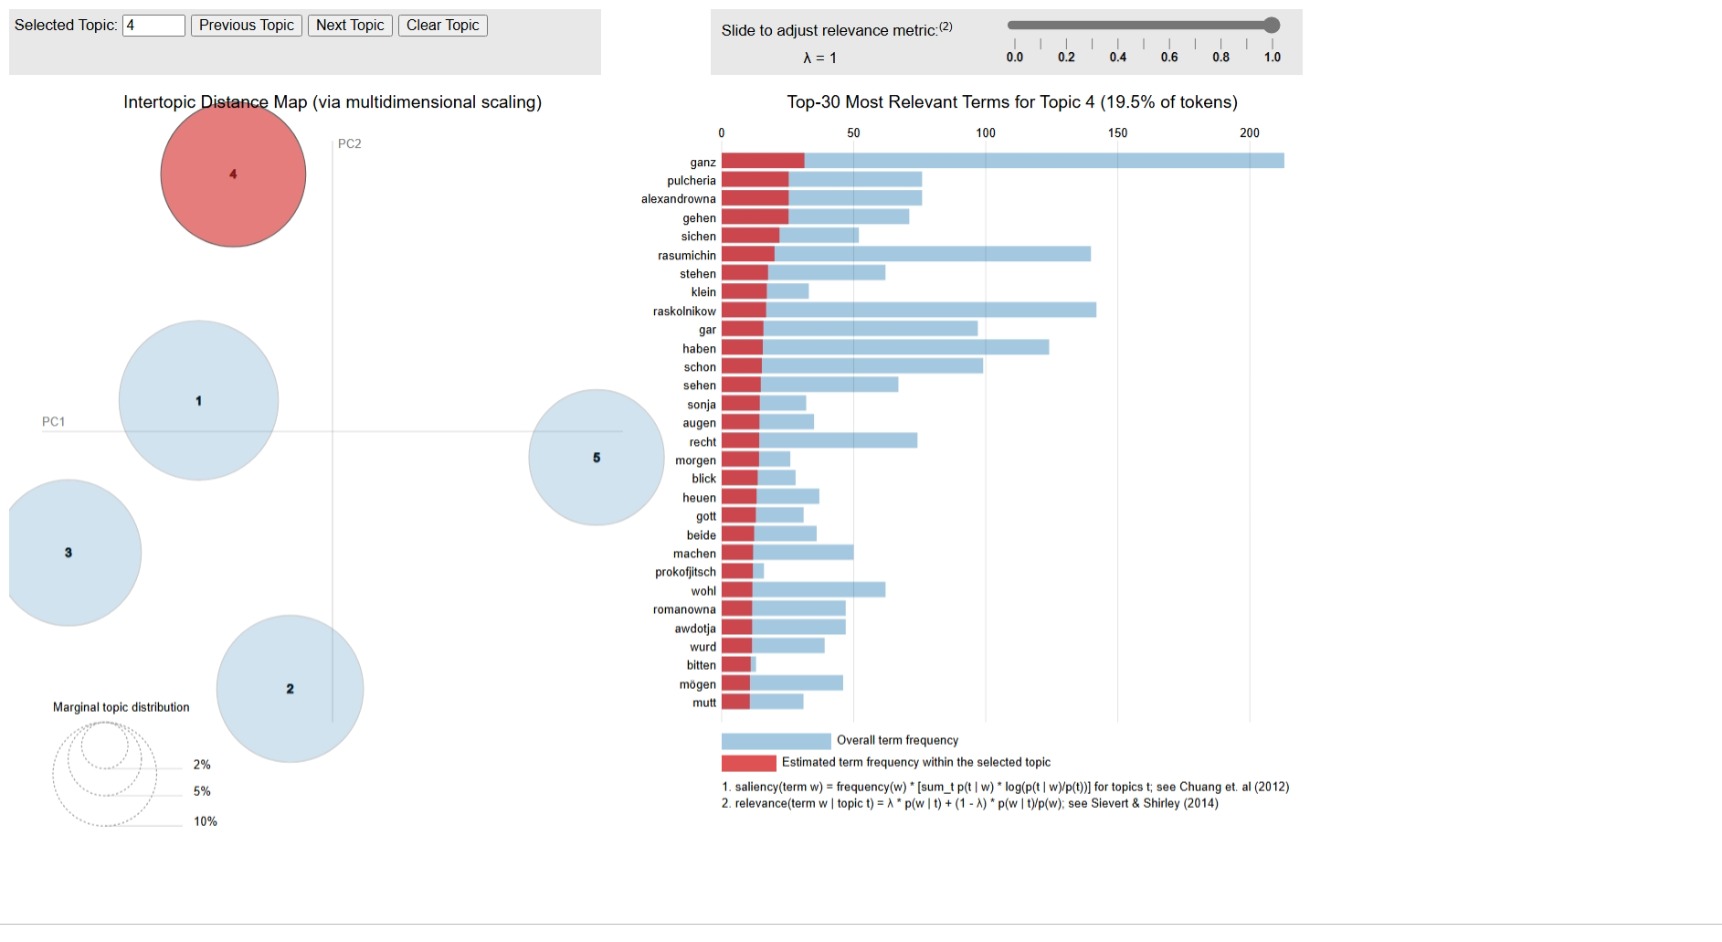 Selected Topic: 4 Previous Topic Next Topic Clear Topic
Slide to adjust relevance metric:(2)
λ = 1
0.0 0.2 0.4 0.6 0.8 1.0
Intertopic Distance Map (via multidimensional scaling)
PC2
4
1
PC1
5
3
2
Marginal topic distribution
2%
5%
10%
Top-30 Most Relevant Terms for Topic 4 (19.5% of tokens)
0 50 100 150 200
ganz
pulcheria
alexandrowna
gehen
sichen
rasumichin
stehen
klein
raskolnikow
gar
haben
schon
sehen
sonja
augen
recht
morgen
blick
heuen
gott
beide
machen
prokofjitsch
wohl
romanowna
awdotja
wurd
bitten
mögen
mutt
Overall term frequency
Estimated term frequency within the selected topic
1. saliency(term w) = frequency(w) * [sum_t p(t | w) * log(p(t | w)/p(t))] for topics t; see Chuang et. al (2012)
2. relevance(term w | topic t) = λ * p(w | t) + (1 - λ) * p(w | t)/p(w); see Sievert & Shirley (2014)